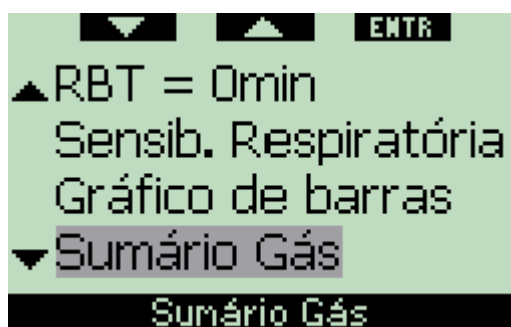 ENTR
RBT = 0min
Sensib. Respiratória
Gráfico de barras
Sumário Gás
Sumário Gás